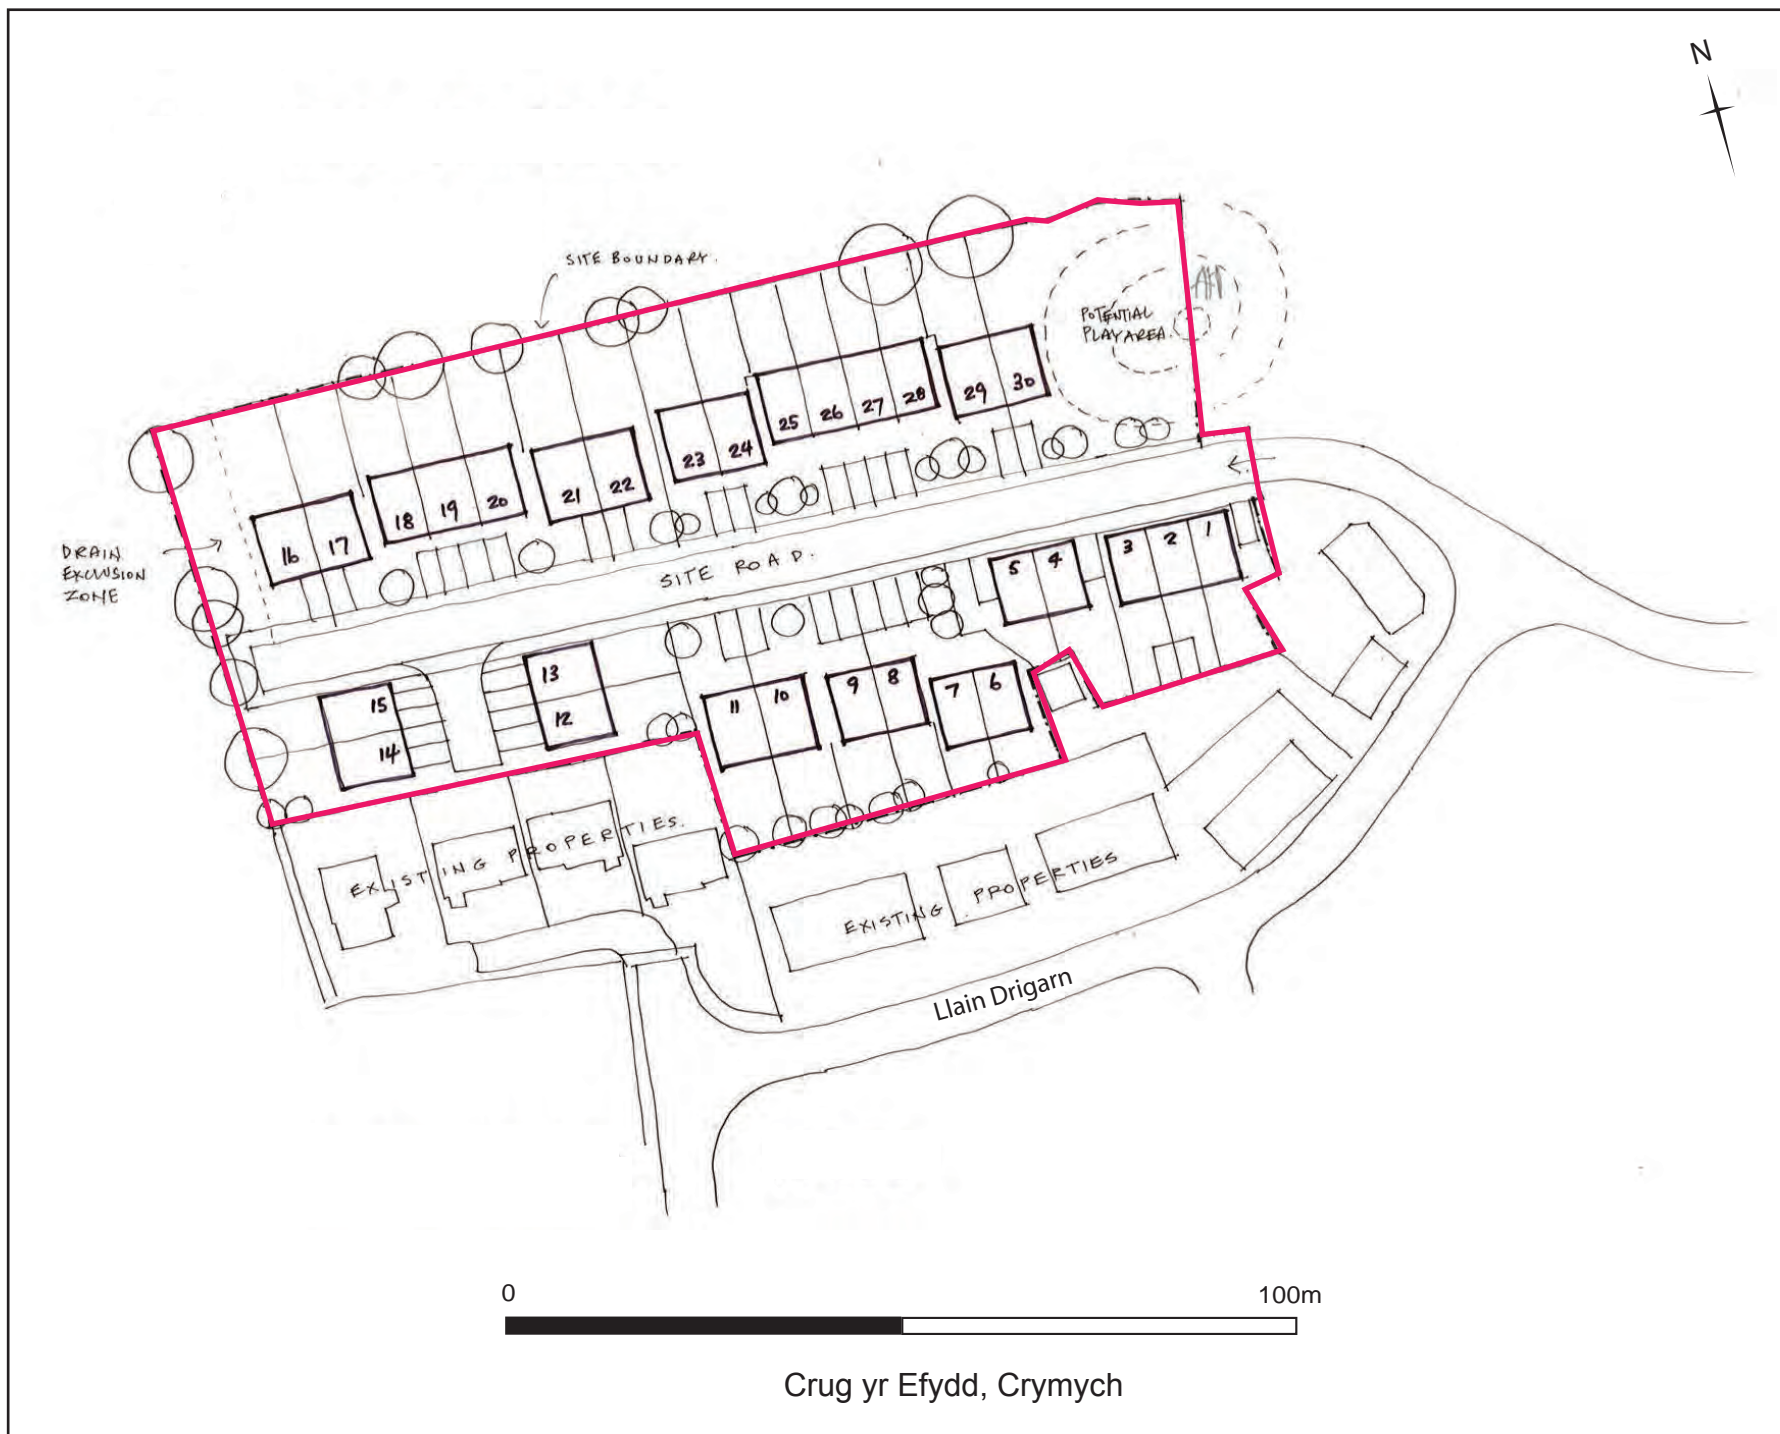 N
SITE BOUNDARY.
POTENTIAL
PLAY AREA.
DRAIN
EXCLUSION
ZONE
16 17 18 19 20 21 22 23 24 25 26 27 28 29 30
SITE ROAD.
5 4 3 2 1
15 13
14 12
11 10 9 8 7 6
EXISTING PROPERTIES.
EXISTING PROPERTIES
Llain Drigarn
0 100m
Crug yr Efydd, Crymych